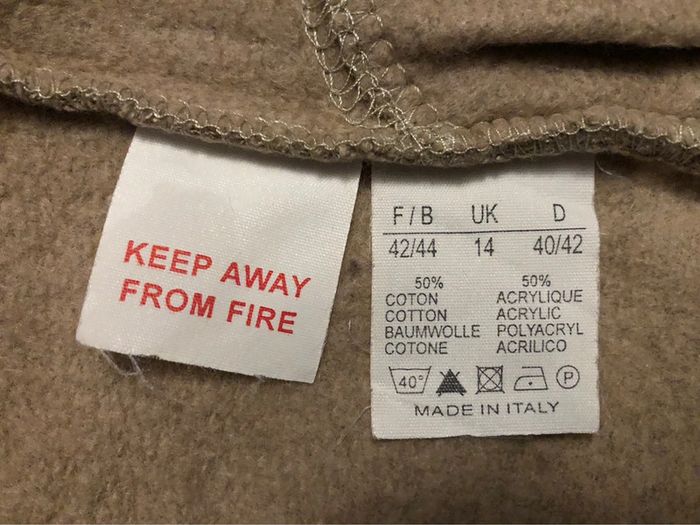 KEEP AWAY
FROM FIRE
F / B UK D
42/44 14 40/42
50% 50%
COTON ACRYLIQUE
COTTON ACRYLIC
BAUMWOLLE POLYACRYL
COTONE ACRILICO
40° P
MADE IN ITALY